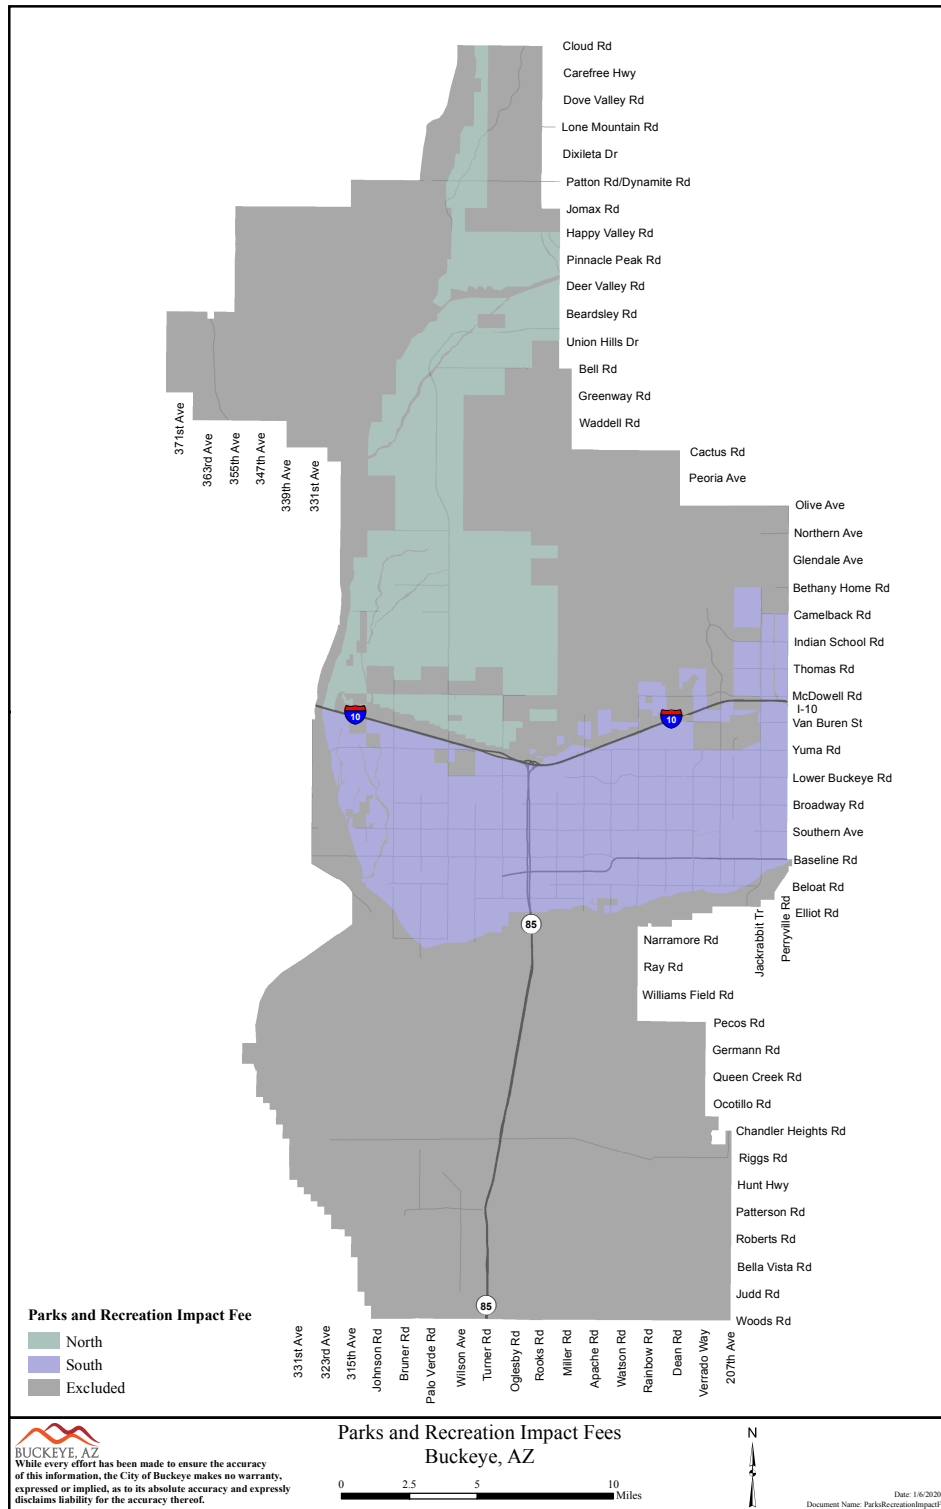 Cloud Rd
Carefree Hwy
Dove Valley Rd
Lone Mountain Rd
Dixileta Dr
Patton Rd/Dynamite Rd
Jomax Rd
Happy Valley Rd
Pinnacle Peak Rd
Deer Valley Rd
Beardsley Rd
Union Hills Dr
Bell Rd
Greenway Rd
Waddell Rd
Cactus Rd
Peoria Ave
Olive Ave
Northern Ave
Glendale Ave
Bethany Home Rd
Camelback Rd
Indian School Rd
Thomas Rd
McDowell Rd
I-10
Van Buren St
Yuma Rd
Lower Buckeye Rd
Broadway Rd
Southern Ave
Baseline Rd
Beloat Rd
Elliot Rd
371st Ave
363rd Ave
355th Ave
347th Ave
339th Ave
331st Ave
10
10
85
Jackrabbit Tr
Perryville Rd
Narramore Rd
Ray Rd
Williams Field Rd
Pecos Rd
Germann Rd
Queen Creek Rd
Ocotillo Rd
Chandler Heights Rd
Riggs Rd
Hunt Hwy
Patterson Rd
Roberts Rd
Bella Vista Rd
Judd Rd
Woods Rd
85
Parks and Recreation Impact Fee
North
South
Excluded
331st Ave
323rd Ave
315th Ave
Johnson Rd
Bruner Rd
Palo Verde Rd
Wilson Ave
Turner Rd
Oglesby Rd
Rooks Rd
Miller Rd
Apache Rd
Watson Rd
Rainbow Rd
Dean Rd
Verrado Way
207th Ave
BUCKEYE, AZ
While every effort has been made to ensure the accuracy
of this information, the City of Buckeye makes no warranty,
expressed or implied, as to its absolute accuracy and expressly
disclaims liability for the accuracy thereof.
Parks and Recreation Impact Fees
Buckeye, AZ
0 2.5 5 10
Miles
N
Date: 1/6/2020
Document Name: ParksRecreationImpactF